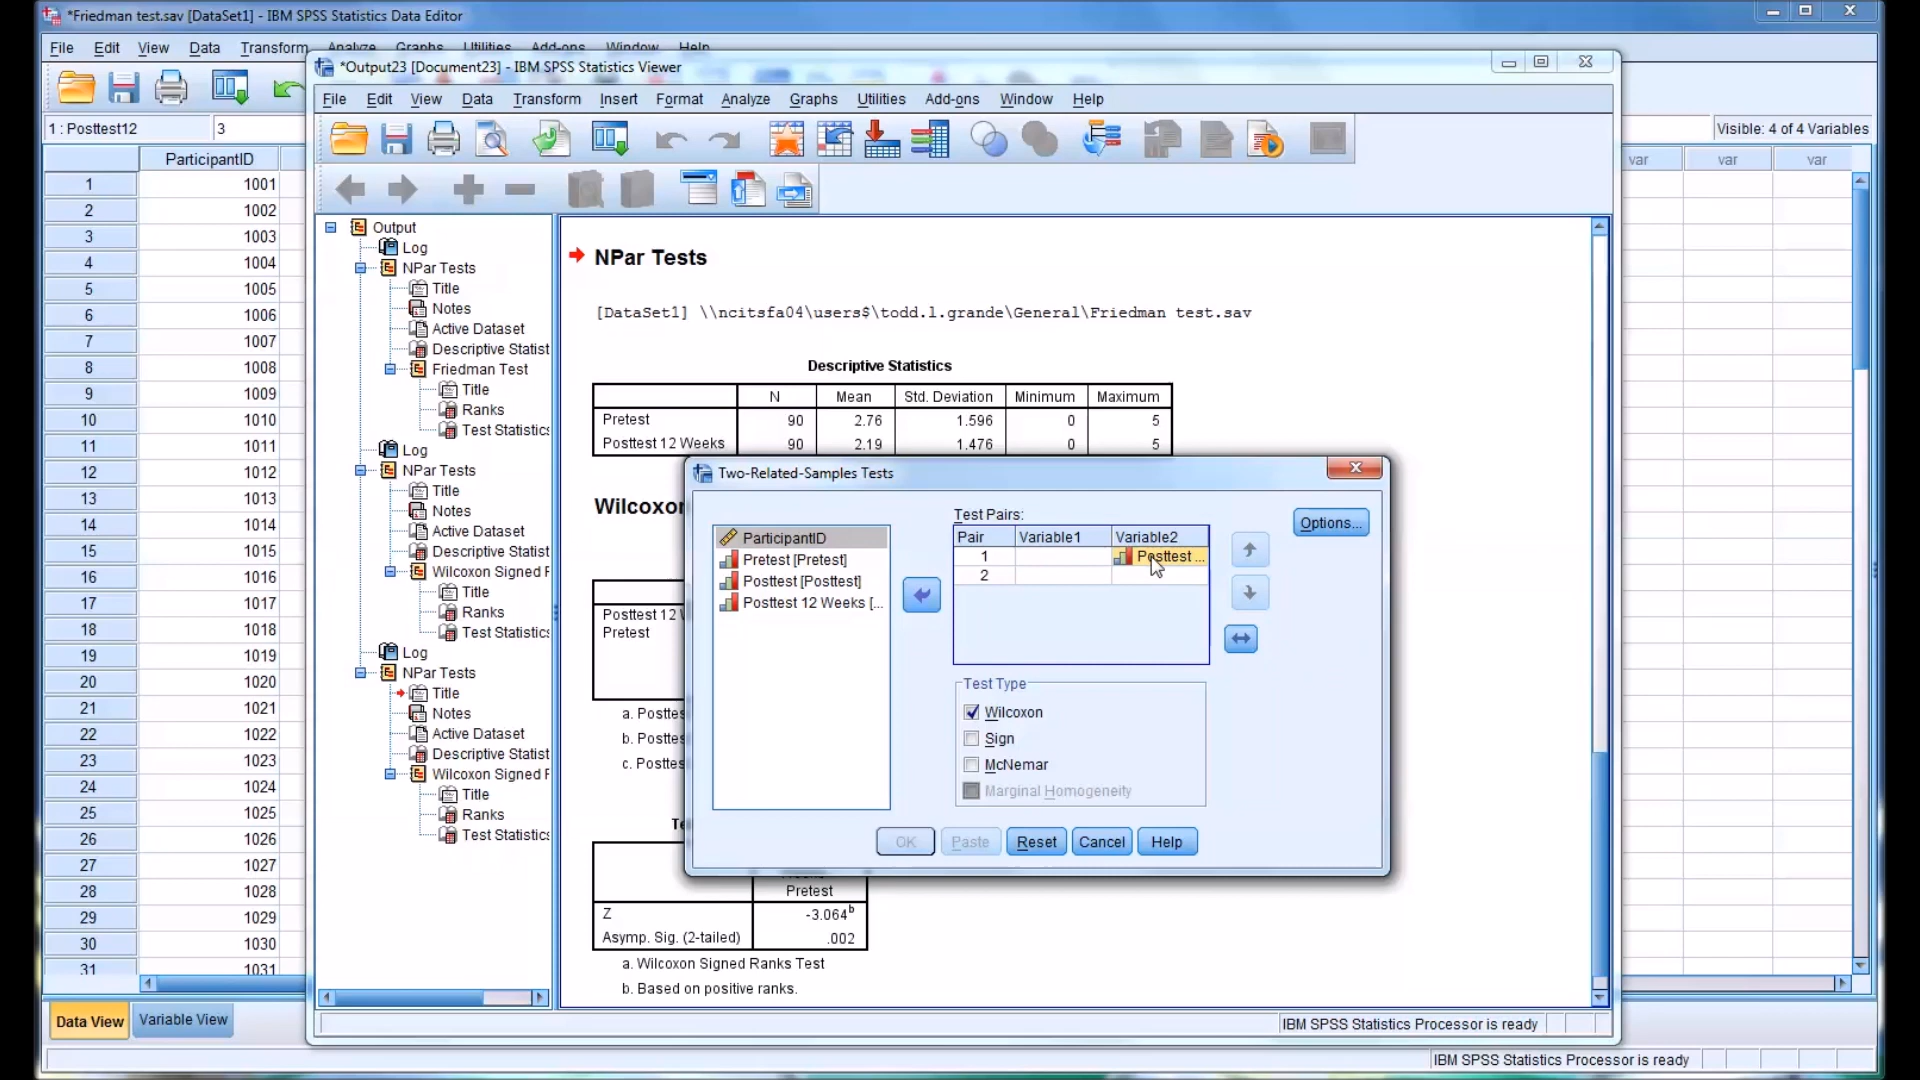 *Friedman test.sav [DataSet1] - IBM SPSS Statistics Data Editor
File Edit View Data Transform Analyze Graphs Utilities Add-ons Window Help
1 : Posttest12 3
Visible: 4 of 4 Variables
ParticipantID var var var
1 1001
2 1002
3 1003
4 1004
5 1005
6 1006
7 1007
8 1008
9 1009
10 1010
11 1011
12 1012
13 1013
14 1014
15 1015
16 1016
17 1017
18 1018
19 1019
20 1020
21 1021
22 1022
23 1023
24 1024
25 1025
26 1026
27 1027
28 1028
29 1029
30 1030
31 1031
Data View Variable View
IBM SPSS Statistics Processor is ready
*Output23 [Document23] - IBM SPSS Statistics Viewer
File Edit View Data Transform Insert Format Analyze Graphs Utilities Add-ons Window Help
Output
Log
NPar Tests
Title
Notes
Active Dataset
Descriptive Statist
Friedman Test
Title
Ranks
Test Statistics
Log
NPar Tests
Title
Notes
Active Dataset
Descriptive Statist
Wilcoxon Signed F
Title
Ranks
Test Statistics
Log
NPar Tests
Title
Notes
Active Dataset
Descriptive Statist
Wilcoxon Signed F
Title
Ranks
Test Statistics
NPar Tests
[DataSet1] \\ncitsfa04\users$\todd.l.grande\General\Friedman test.sav
Descriptive Statistics
N Mean Std. Deviation Minimum Maximum
Pretest 90 2.76 1.596 0 5
Posttest 12 Weeks 90 2.19 1.476 0 5
Wilcoxon
Posttest 12
Pretest
a. Posttes
b. Posttes
c. Posttes
Te
Pretest
Z -3.064b
Asymp. Sig. (2-tailed) .002
a. Wilcoxon Signed Ranks Test
b. Based on positive ranks.
IBM SPSS Statistics Processor is ready
Two-Related-Samples Tests
ParticipantID
Pretest [Pretest]
Posttest [Posttest]
Posttest 12 Weeks [...
Test Pairs:
Pair Variable1 Variable2
1 Posttest ...
2
Options...
Test Type
Wilcoxon
Sign
McNemar
Marginal Homogeneity
OK Paste Reset Cancel Help